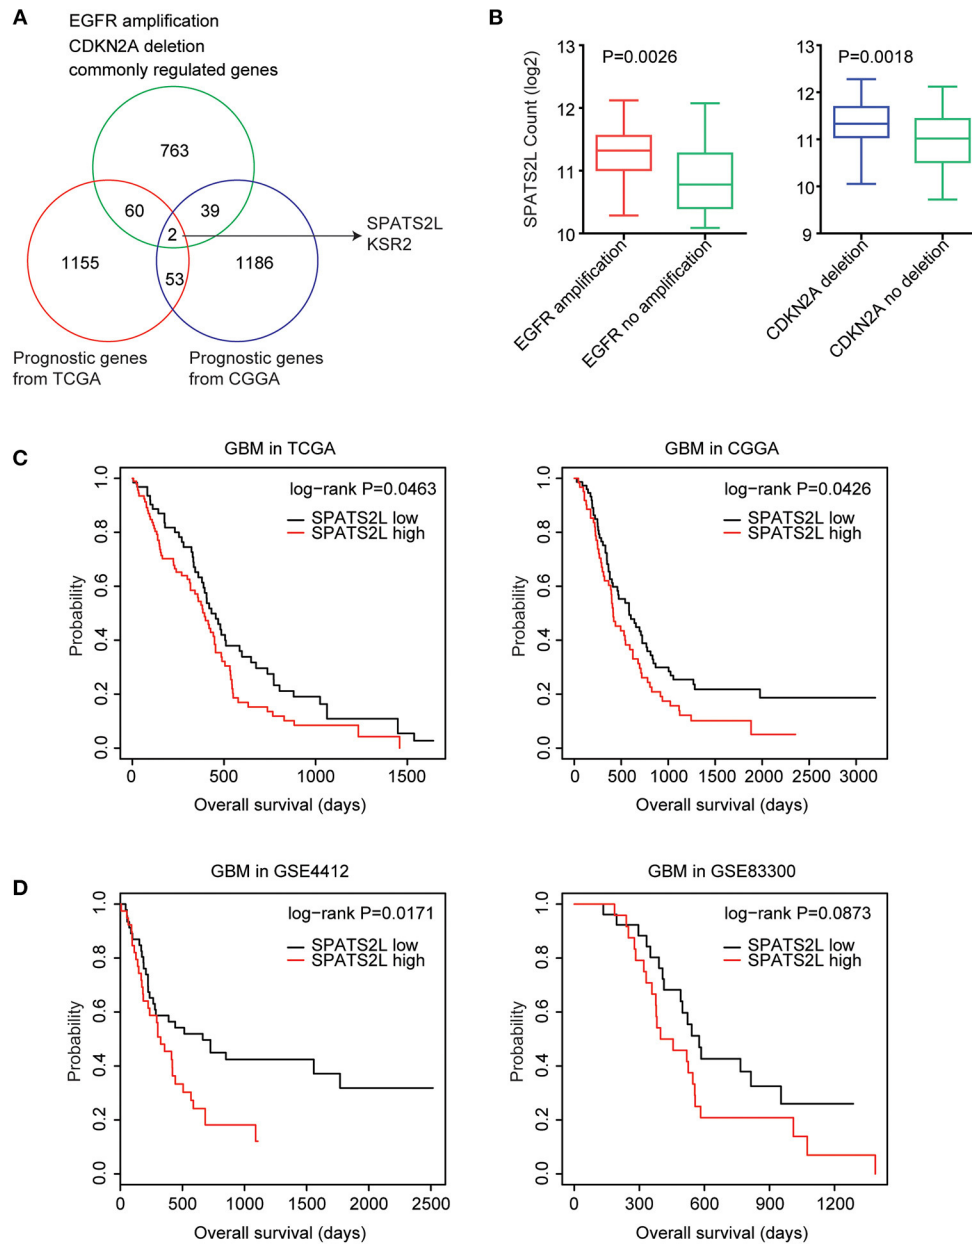 A
EGFR amplification
CDKN2A deletion
commonly regulated genes
763
60
39
2
SPATS2L
KSR2
1155
1186
53
Prognostic genes
from TCGA
Prognostic genes
from CGGA
B
SPATS2L Count (log2)
13
12
11
10
P=0.0026
EGFR amplification
EGFR no amplification
13
12
11
10
9
P=0.0018
CDKN2A deletion
CDKN2A no deletion
C
GBM in TCGA
log−rank P=0.0463
SPATS2L low
SPATS2L high
Probability
1.0
0.8
0.6
0.4
0.2
0.0
0 500 1000 1500
Overall survival (days)
GBM in CGGA
log−rank P=0.0426
SPATS2L low
SPATS2L high
Probability
1.0
0.8
0.6
0.4
0.2
0.0
0 500 1000 1500 2000 2500 3000
Overall survival (days)
D
GBM in GSE4412
log−rank P=0.0171
SPATS2L low
SPATS2L high
Probability
1.0
0.8
0.6
0.4
0.2
0.0
0 500 1000 1500 2000 2500
Overall survival (days)
GBM in GSE83300
log−rank P=0.0873
SPATS2L low
SPATS2L high
Probability
1.0
0.8
0.6
0.4
0.2
0.0
0 300 600 900 1200
Overall survival (days)